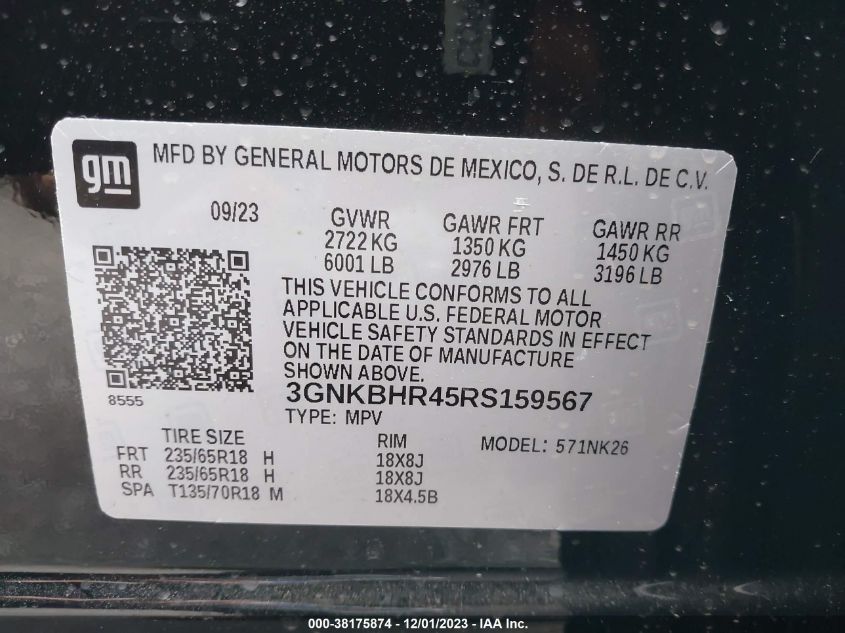 gm
MFD BY GENERAL MOTORS DE MEXICO, S. DE R.L. DE C.V.
09/23
GVWR GAWR FRT GAWR RR
2722 KG 1350 KG 1450 KG
6001 LB 2976 LB 3196 LB
THIS VEHICLE CONFORMS TO ALL
APPLICABLE U.S. FEDERAL MOTOR
VEHICLE SAFETY STANDARDS IN EFFECT
ON THE DATE OF MANUFACTURE
SHOWN ABOVE.
8555
3GNKBHR45RS159567
TYPE: MPV
TIRE SIZE RIM MODEL: 571NK26
FRT 235/65R18 H 18X8J
RR 235/65R18 H 18X8J
SPA T135/70R18 M 18X4.5B
000-38175874 - 12/01/2023 - IAA Inc.